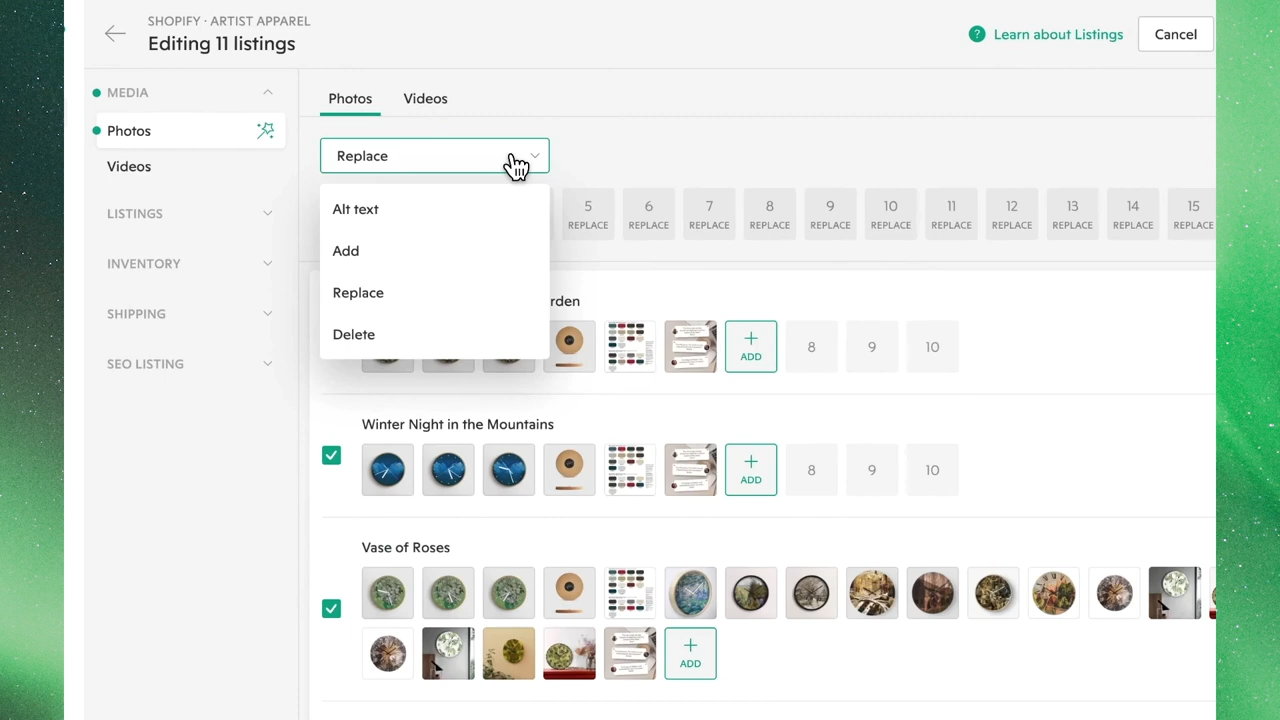 SHOPIFY · ARTIST APPAREL
Editing 11 listings
? Learn about Listings
Cancel
MEDIA
Photos
Videos
LISTINGS
INVENTORY
SHIPPING
SEO LISTING
Photos
Videos
Replace
Alt text
Add
Replace
Delete
5 6 7 8 9 10 11 12 13 14 15
REPLACE REPLACE REPLACE REPLACE REPLACE REPLACE REPLACE REPLACE REPLACE REPLACE REPLACE
rden
+ ADD 8 9 10
Winter Night in the Mountains
+ ADD 8 9 10
Vase of Roses
+ ADD